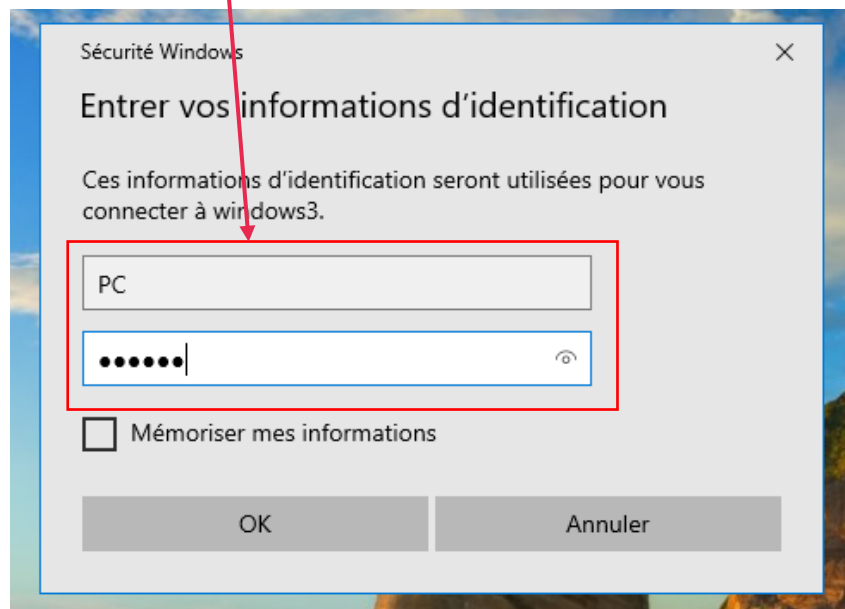 Sécurité Windows
Entrer vos informations d'identification
Ces informations d'identification seront utilisées pour vous
connecter à windows3.
PC
●●●●●●
Mémoriser mes informations
OK
Annuler